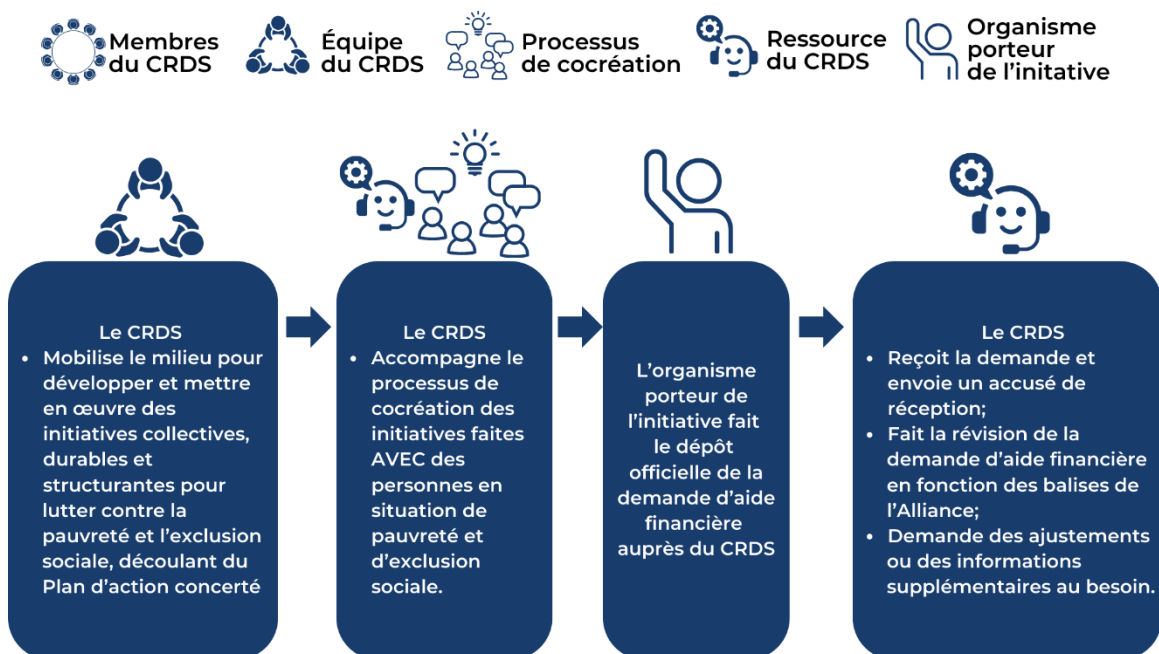 Membres
du CRDS
Équipe
du CRDS
Processus
de cocréation
Ressource
du CRDS
Organisme
porteur
de l'initative
Le CRDS
• Mobilise le milieu pour
développer et mettre
en œuvre des
initiatives collectives,
durables et
structurantes pour
lutter contre la
pauvreté et l'exclusion
sociale, découlant du
Plan d'action concerté
Le CRDS
• Accompagne le
processus de
cocréation des
initiatives faites
AVEC des
personnes en
situation de
pauvreté et
d'exclusion
sociale.
L'organisme
porteur de
l'initiative fait
le dépôt
officielle de la
demande d'aide
financière
auprès du CRDS
Le CRDS
• Reçoit la demande et
envoie un accusé de
réception;
• Fait la révision de la
demande d'aide financière
en fonction des balises de
l'Alliance;
• Demande des ajustements
ou des informations
supplémentaires au besoin.